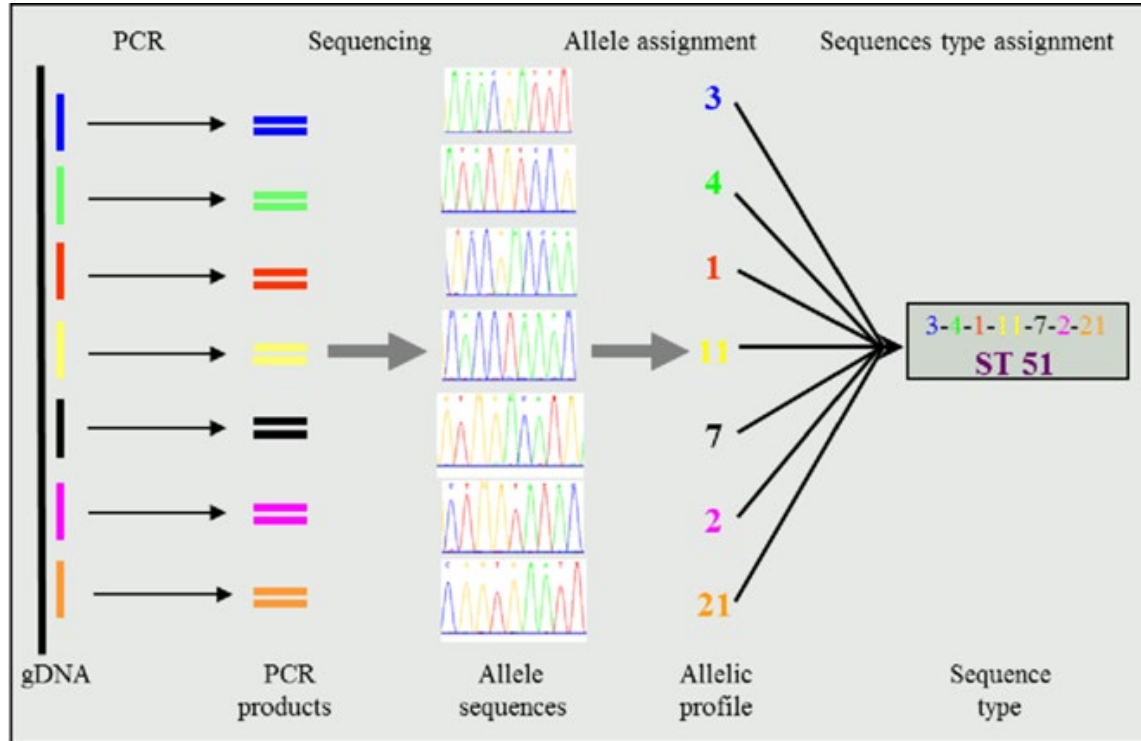 PCR
Sequencing
Allele assignment
Sequences type assignment
3
4
1
11
7
2
21
3-4-1-11-7-2-21
ST 51
gDNA
PCR
products
Allele
sequences
Allelic
profile
Sequence
type